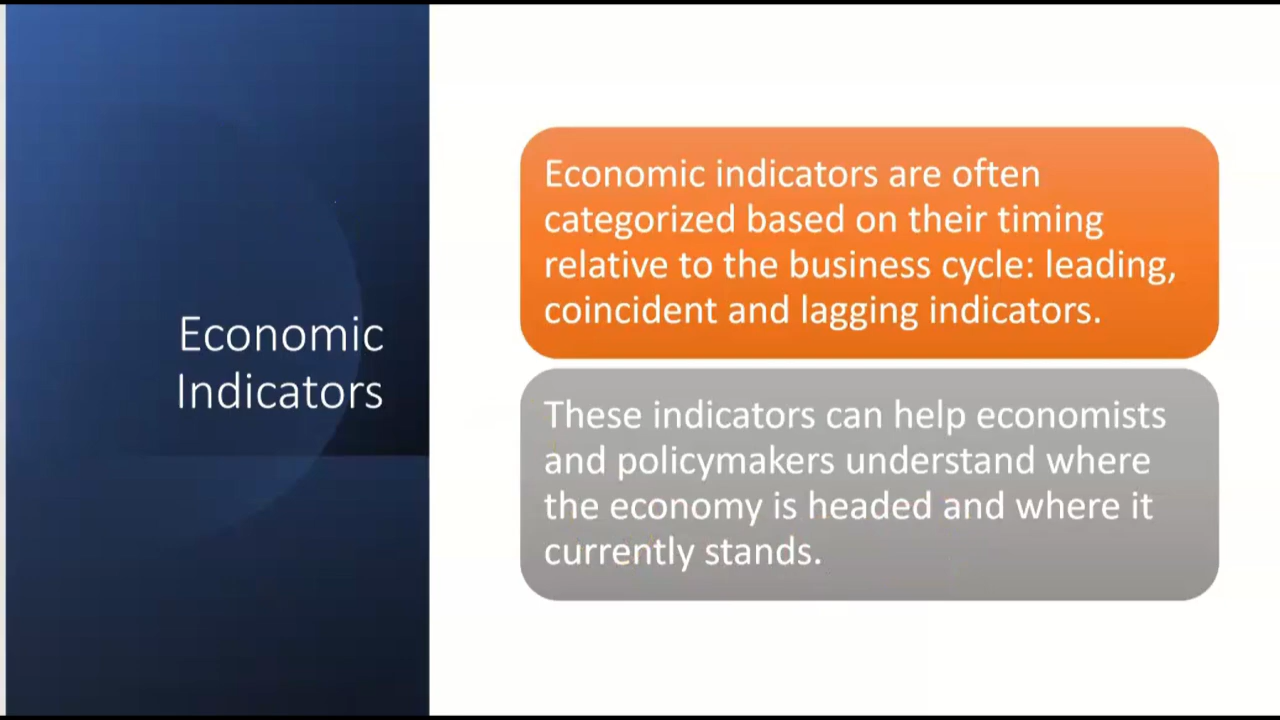 Economic
Indicators
Economic indicators are often
categorized based on their timing
relative to the business cycle: leading,
coincident and lagging indicators.
These indicators can help economists
and policymakers understand where
the economy is headed and where it
currently stands.